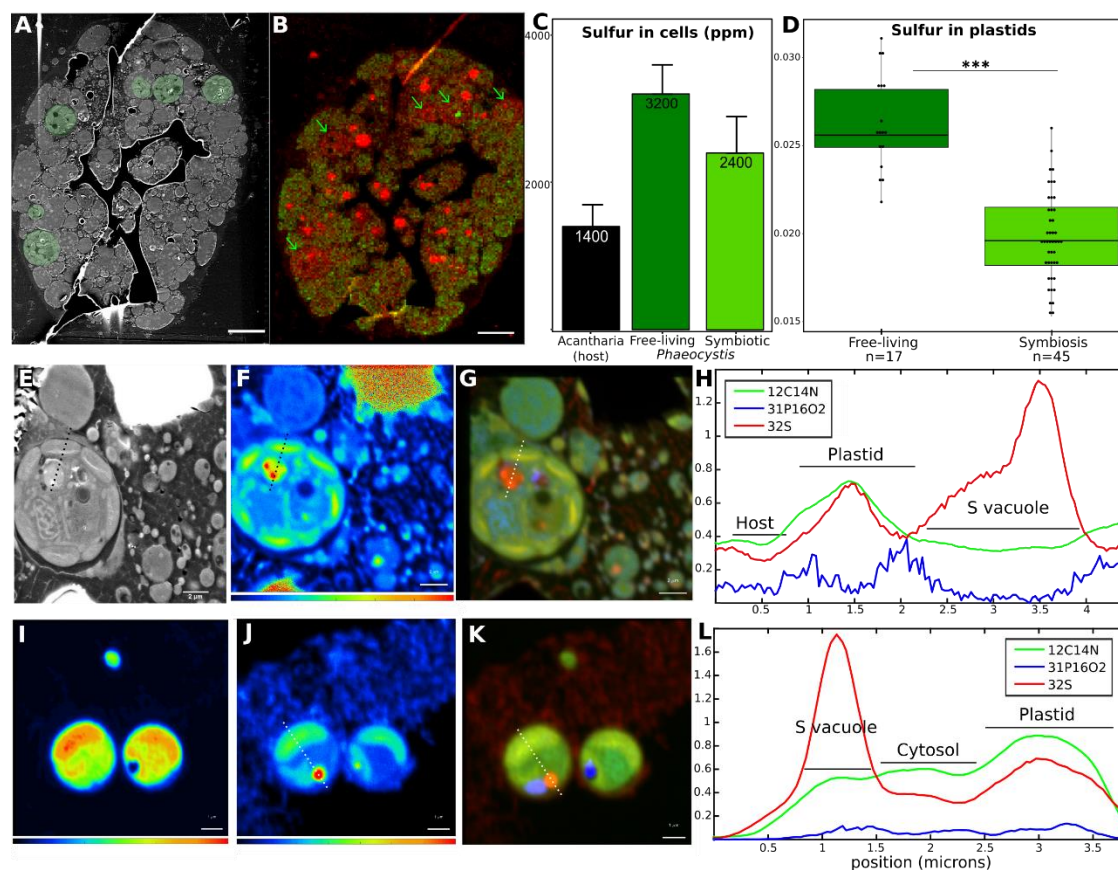 A
B
C
Sulfur in cells (ppm)
4000
2000
0
1400
3200
2400
Acantharia
(host)
Free-living
Symbiotic
Phaeocystis
D
Sulfur in plastids
***
0.030
0.025
0.020
0.015
Free-living
n=17
Symbiosis
n=45
E
2 μm
F
G
H
12C14N
31P16O2
32S
Plastid
Host
S vacuole
1.2
1
0.8
0.6
0.4
0.2
0.5
1
1.5
2
2.5
3
3.5
4
I
J
K
L
12C14N
31P16O2
32S
S vacuole
Cytosol
Plastid
1.6
1.4
1.2
1
0.8
0.6
0.4
0.2
0
0.5
1
1.5
2
2.5
3
3.5
position (microns)